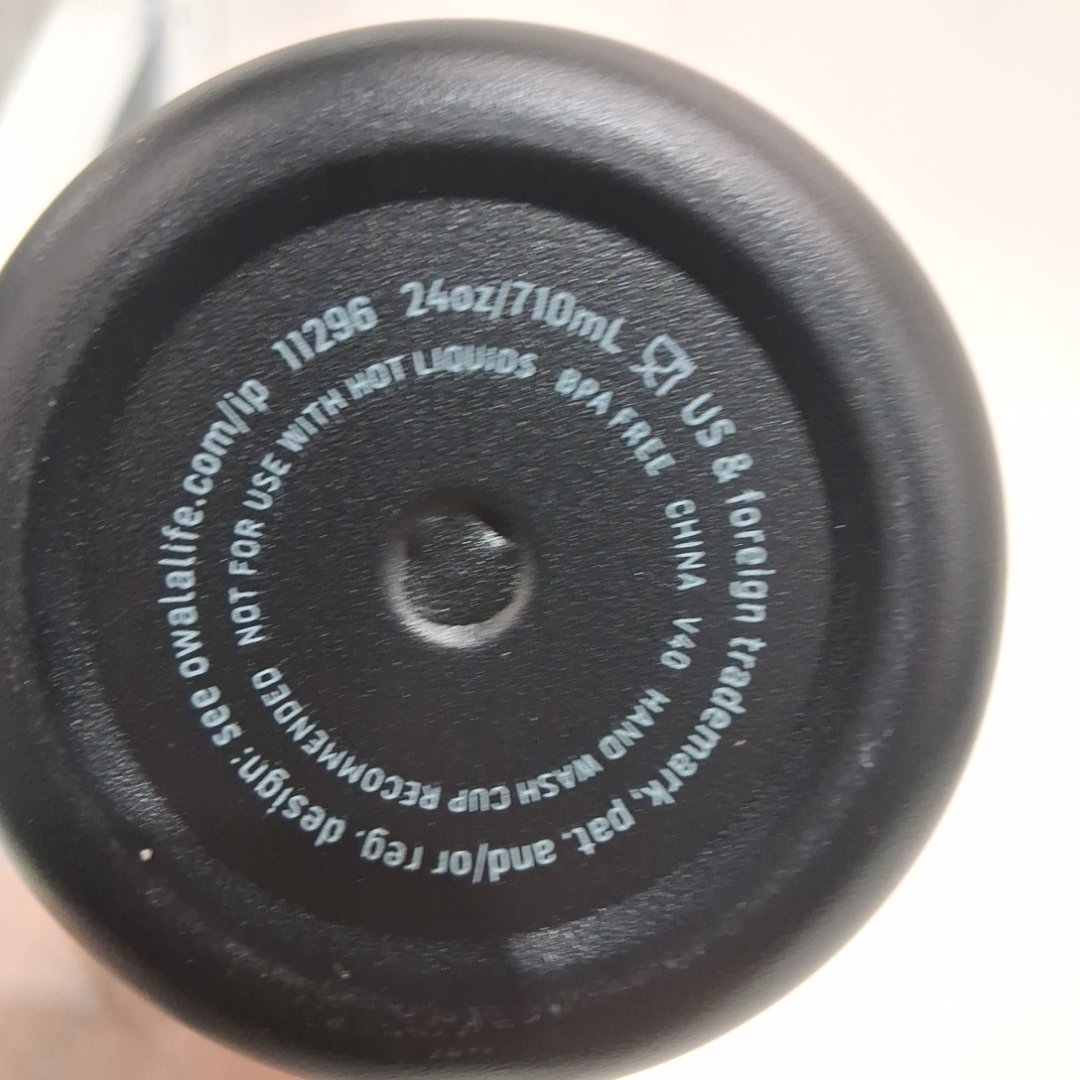 11296 24oz/710mL US & foreign trademark, pat. and/or reg. design: see owalalife.com/ip
NOT FOR USE WITH HOT LIQUIDS BPA FREE CHINA V40 HAND WASH CUP RECOMMENDED